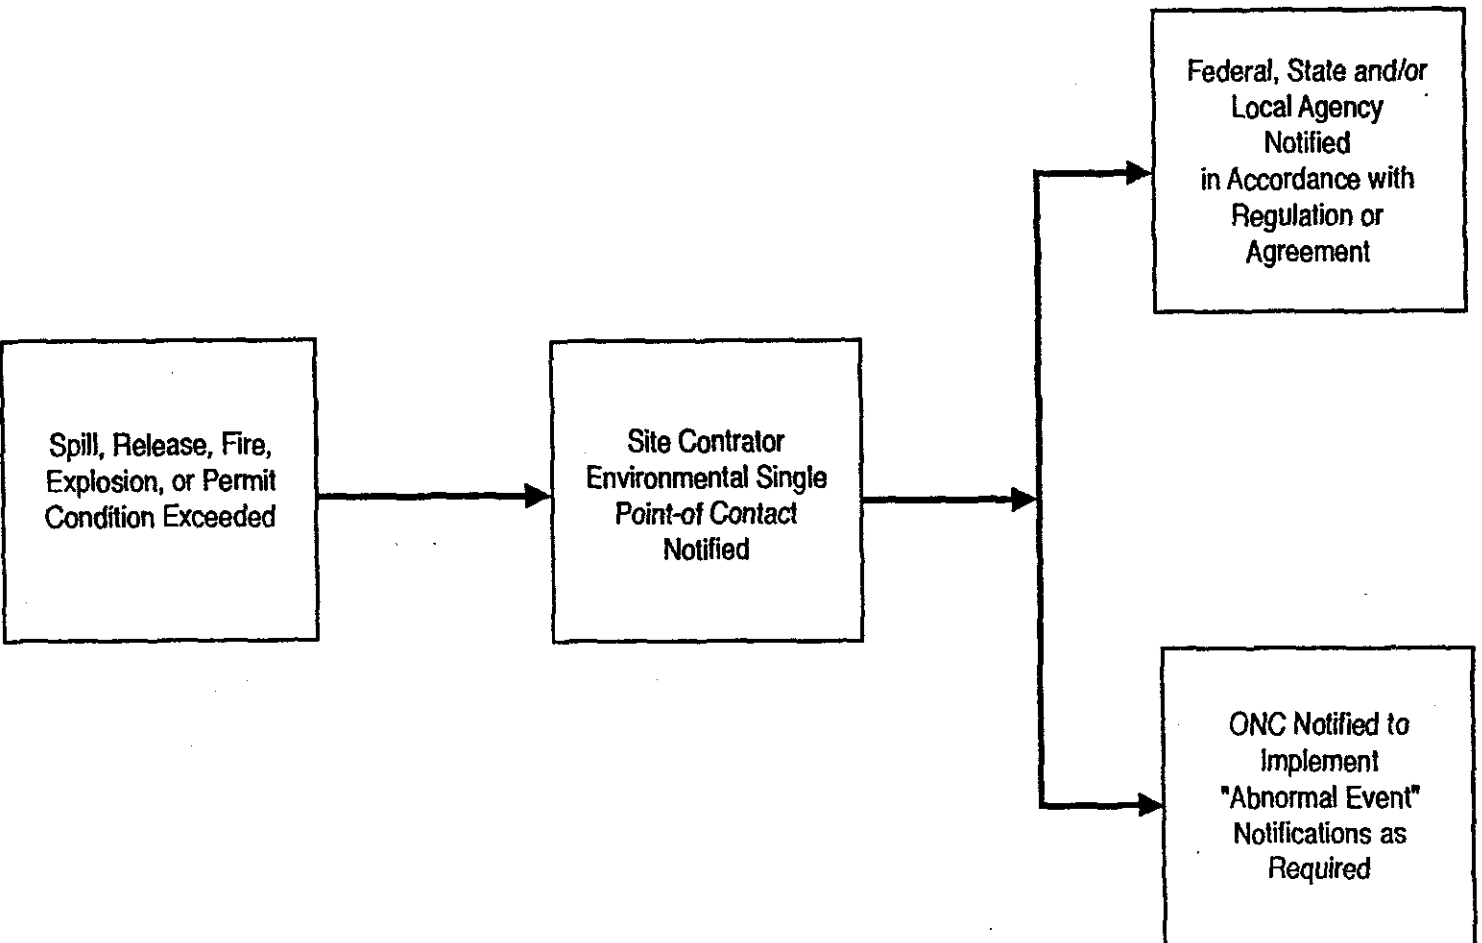 Spill, Release, Fire,
Explosion, or Permit
Condition Exceeded
Site Contrator
Environmental Single
Point-of Contact
Notified
Federal, State and/or
Local Agency
Notified
in Accordance with
Regulation or
Agreement
ONC Notified to
Implement
"Abnormal Event"
Notifications as
Required